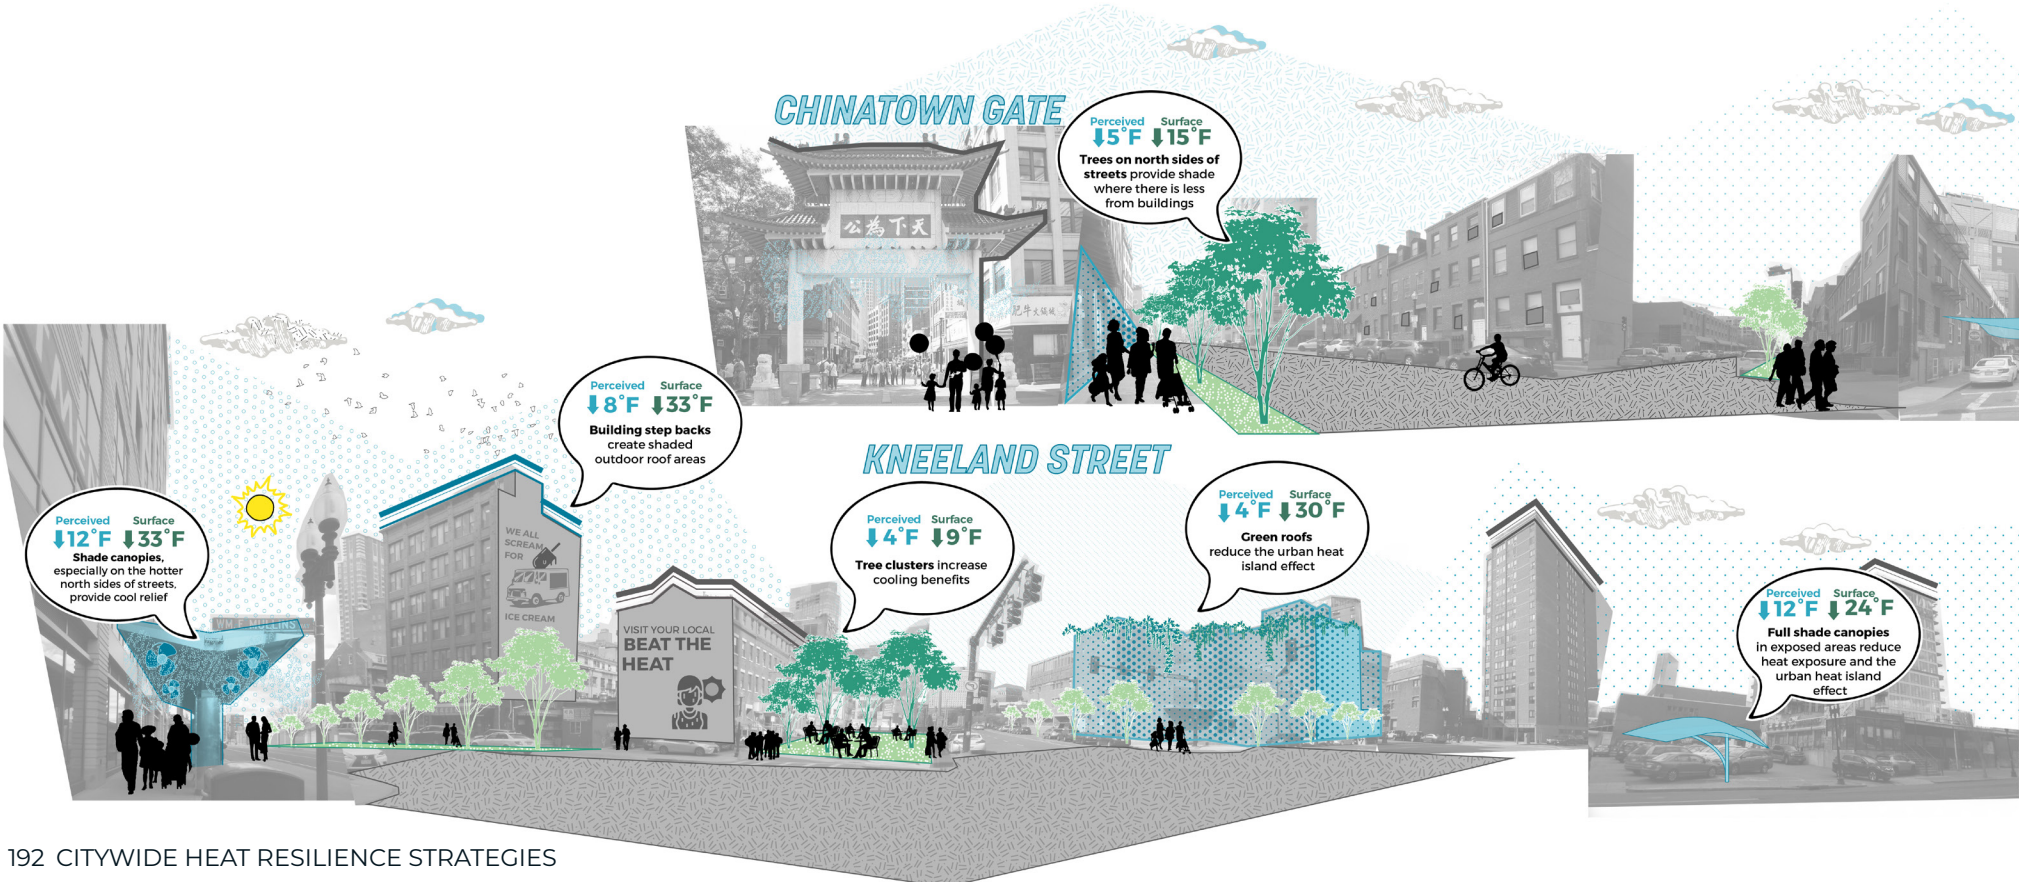 CHINATOWN GATE
Perceived Surface
5°F 15°F
Trees on north sides of
streets provide shade
where there is less
from buildings
公為下天
Perceived Surface
8°F 33°F
Building step backs
create shaded
outdoor roof areas
KNEELAND STREET
Perceived Surface
12°F 33°F
Shade canopies,
especially on the hotter
north sides of streets,
provide cool relief
WM E MULLINS
WE ALL
SCREAM
FOR
ICE CREAM
VISIT YOUR LOCAL
BEAT THE
HEAT
Perceived Surface
4°F 9°F
Tree clusters increase
cooling benefits
Perceived Surface
4°F 30°F
Green roofs
reduce the urban heat
island effect
Perceived Surface
12°F 24°F
Full shade canopies
in exposed areas reduce
heat exposure and the
urban heat island
effect
192 CITYWIDE HEAT RESILIENCE STRATEGIES